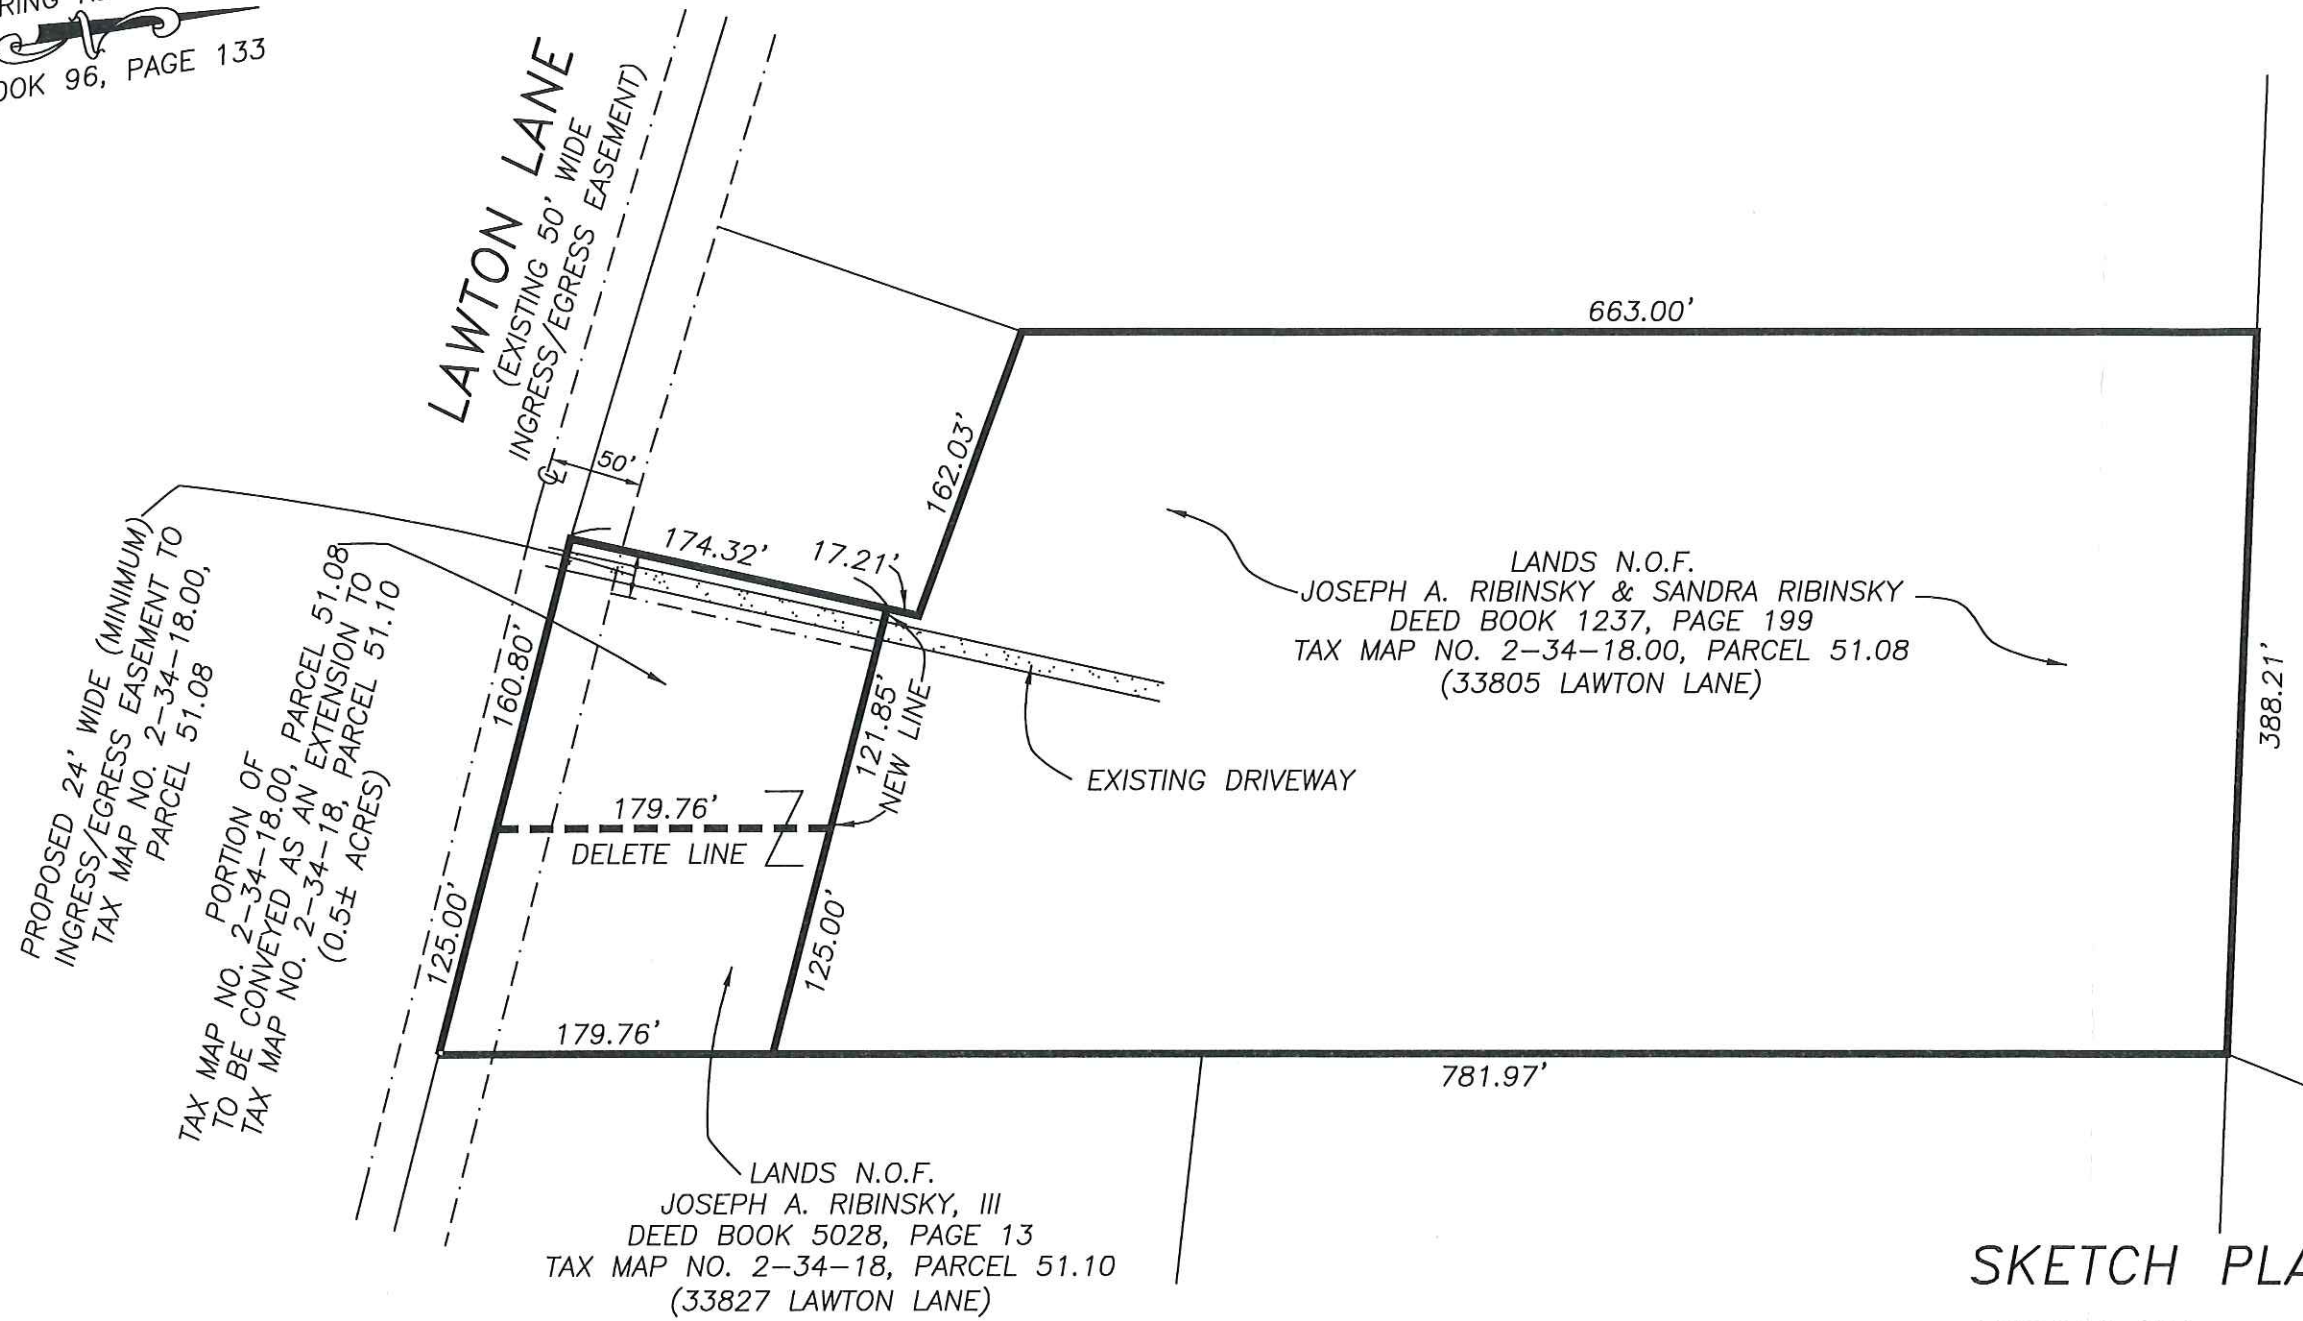 N
BOOK 96, PAGE 133
LAWTON LANE
(EXISTING 50' WIDE
INGRESS/EGRESS EASEMENT)
50'
℄
663.00'
162.03'
174.32'
17.21'
160.80'
121.85'
NEW LINE
388.21'
PROPOSED 24' WIDE (MINIMUM)
INGRESS/EGRESS EASEMENT TO
TAX MAP NO. 2-34-18.00,
PARCEL 51.08
PORTION OF
TAX MAP NO. 2-34-18.00, PARCEL 51.08
TO BE CONVEYED AS AN EXTENSION TO
TAX MAP NO. 2-34-18, PARCEL 51.10
(0.5± ACRES)
LANDS N.O.F.
JOSEPH A. RIBINSKY & SANDRA RIBINSKY
DEED BOOK 1237, PAGE 199
TAX MAP NO. 2-34-18.00, PARCEL 51.08
(33805 LAWTON LANE)
EXISTING DRIVEWAY
179.76'
DELETE LINE
125.00'
125.00'
179.76'
781.97'
LANDS N.O.F.
JOSEPH A. RIBINSKY, III
DEED BOOK 5028, PAGE 13
TAX MAP NO. 2-34-18, PARCEL 51.10
(33827 LAWTON LANE)
SKETCH PLA